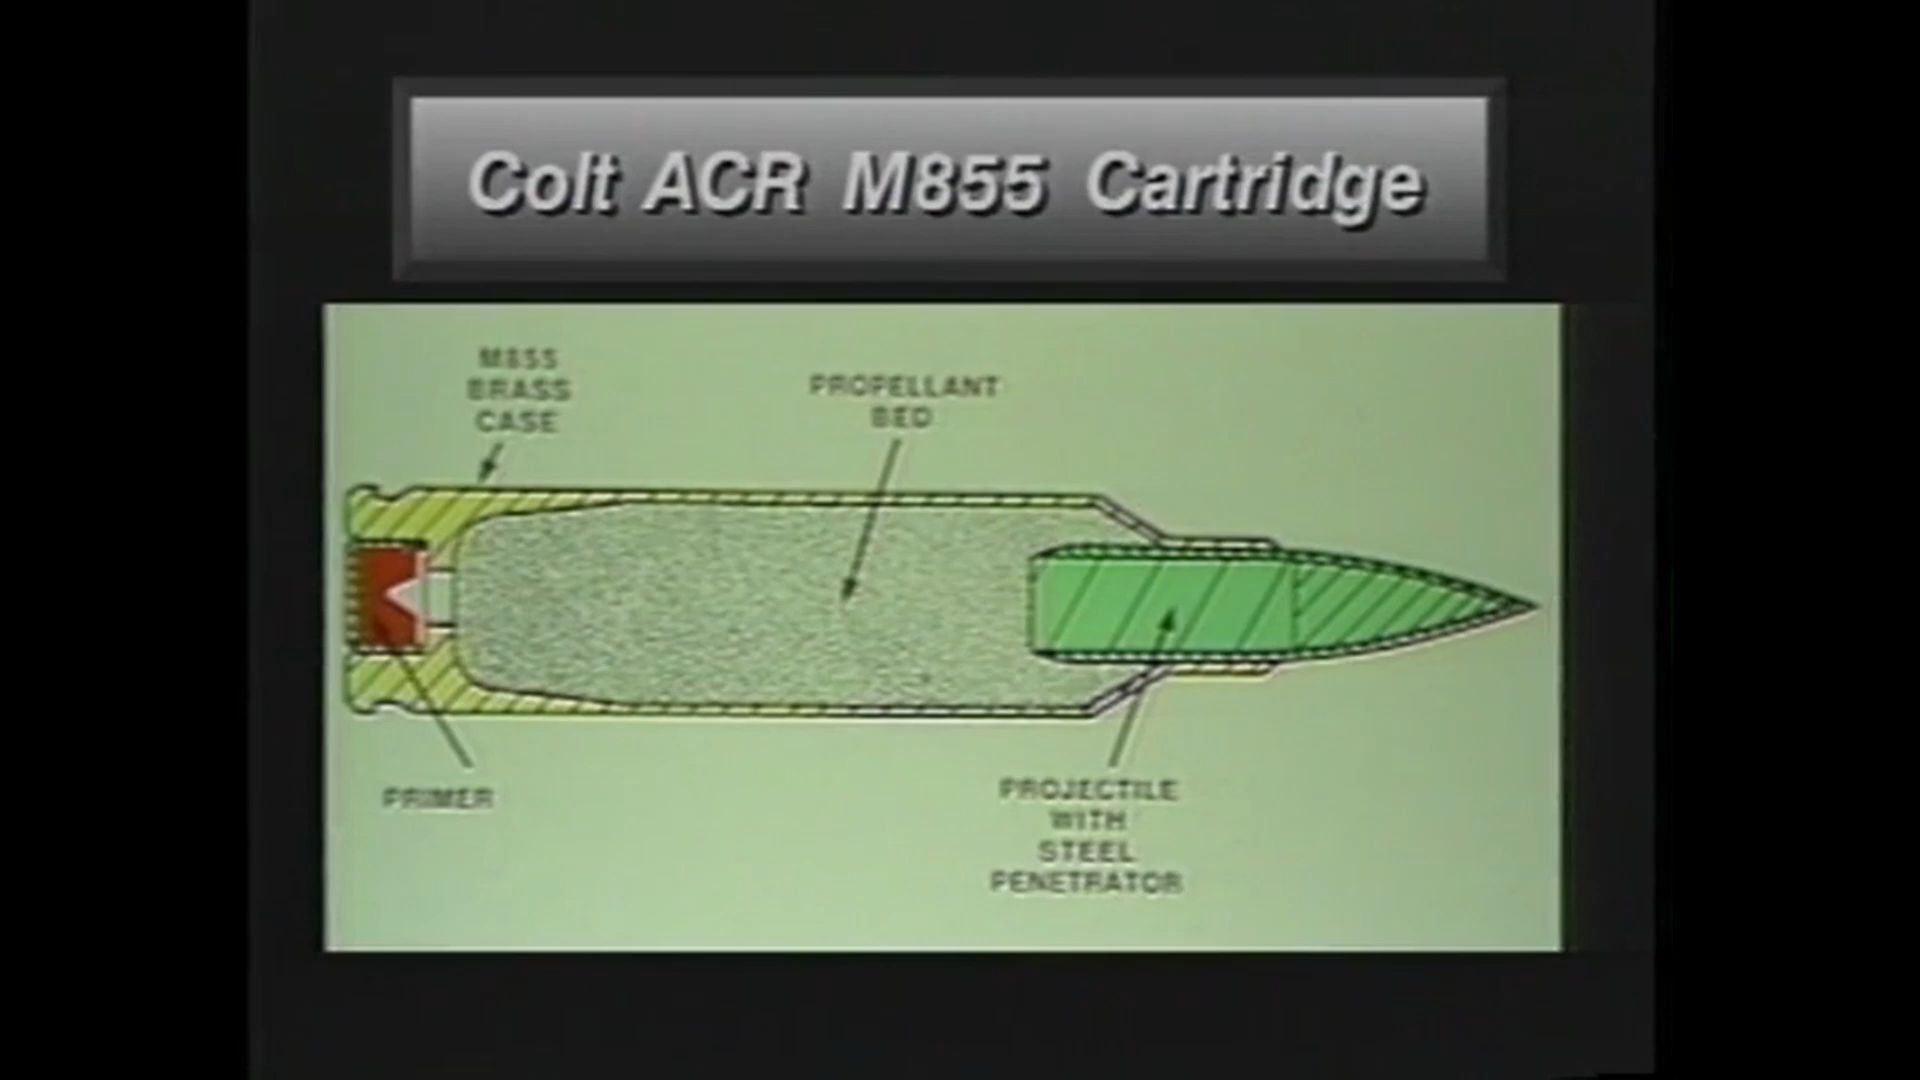 Colt ACR M855 Cartridge
M855
BRASS
CASE
PROPELLANT
BED
PRIMER
PROJECTILE
WITH
STEEL
PENETRATOR